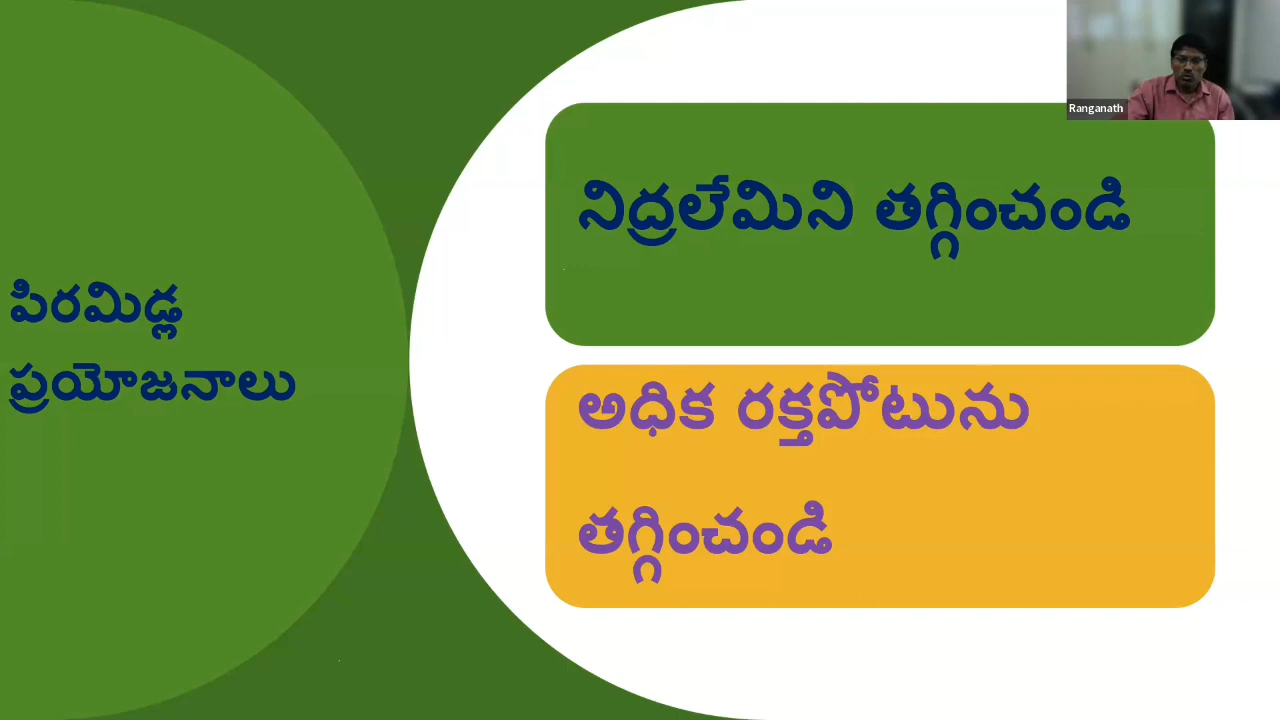 పిరమిడ్ల
ప్రయోజనాలు
నిద్రలేమిని తగ్గించండి
అధిక రక్తపోటును
తగ్గించండి
Ranganath